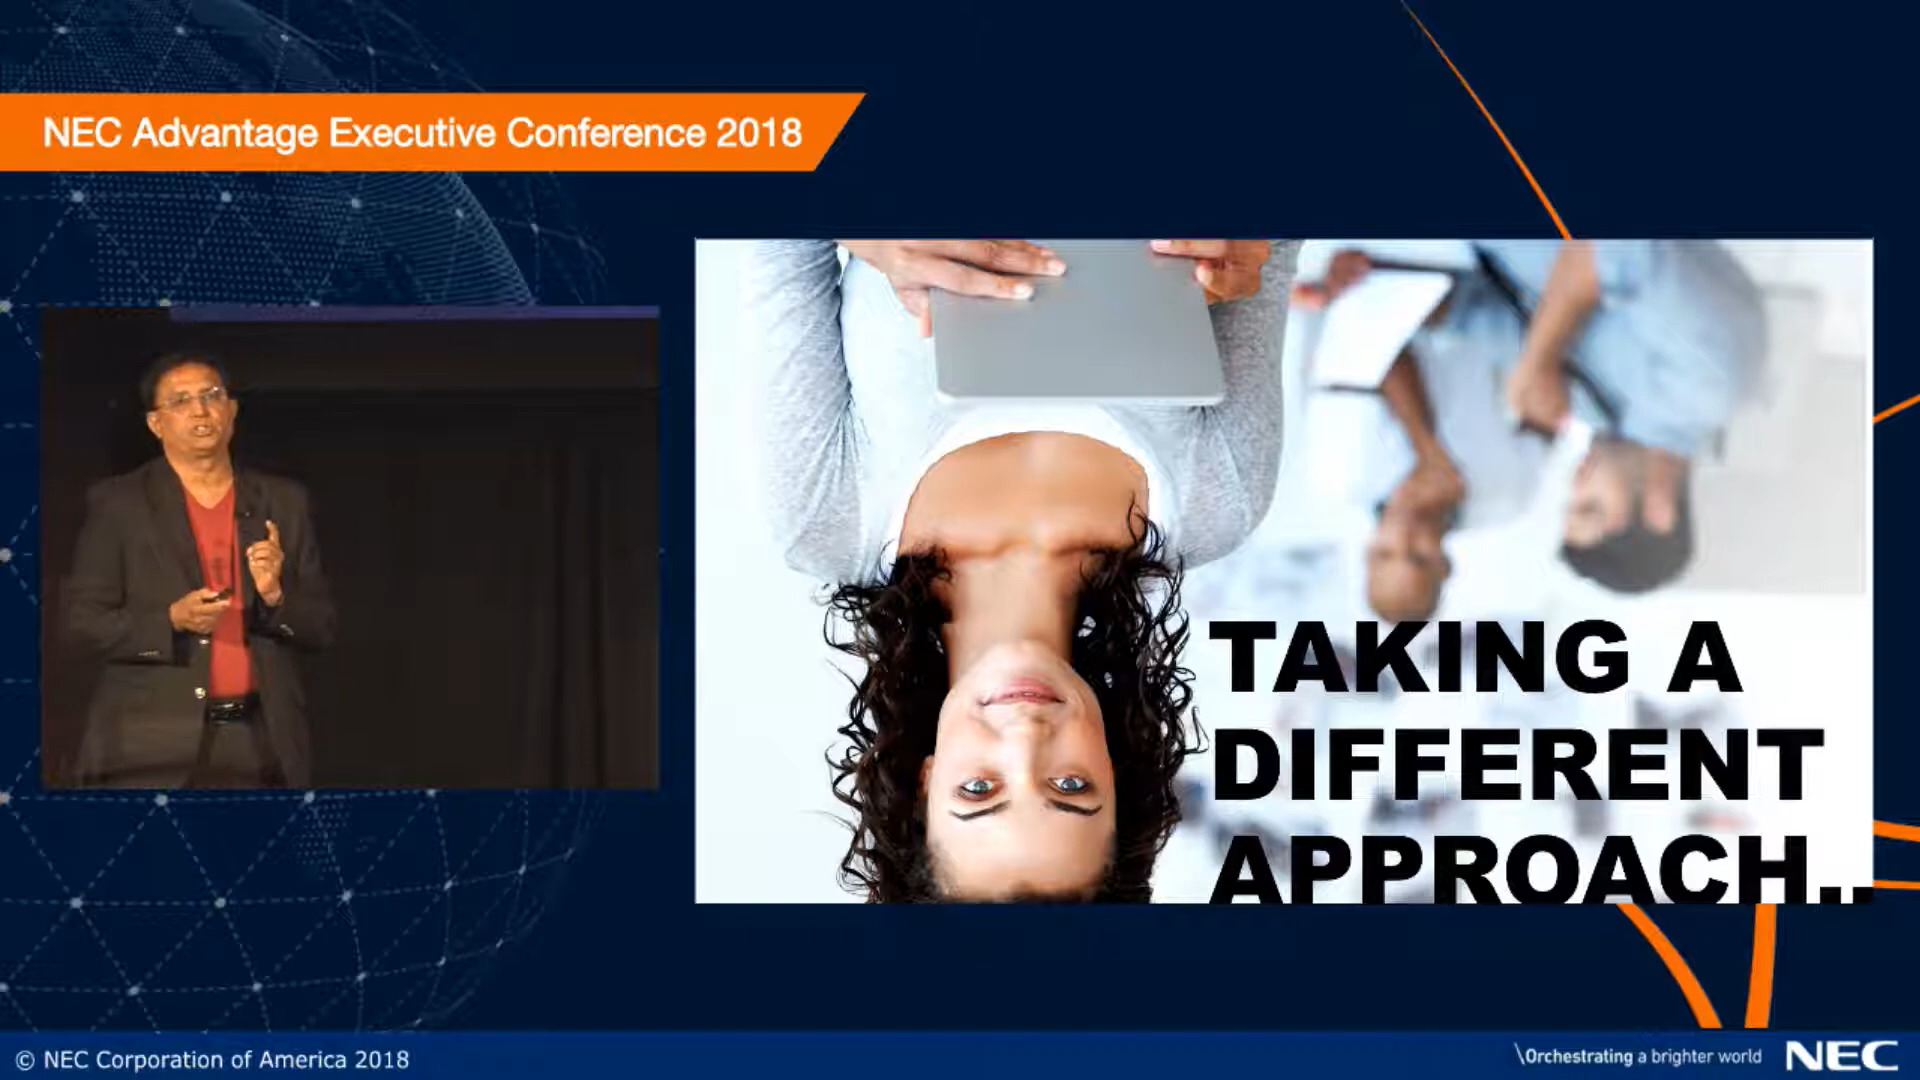 NEC Advantage Executive Conference 2018
TAKING A
DIFFERENT
APPROACH..
© NEC Corporation of America 2018
\Orchestrating a brighter world
NEC